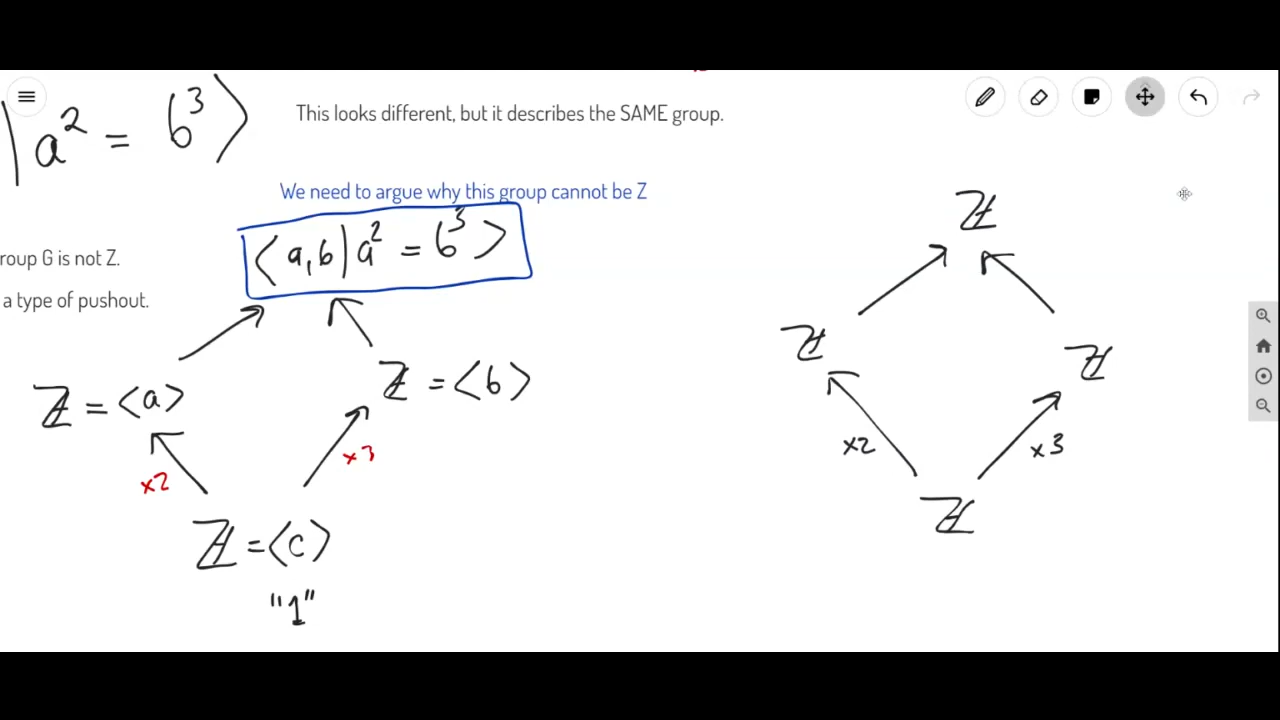 | a² = b³ ⟩
This looks different, but it describes the SAME group.
We need to argue why this group cannot be Z
⟨ a, b | a² = b³ ⟩
roup G is not Z.
a type of pushout.
ℤ = ⟨a⟩
ℤ = ⟨b⟩
×2
×3
ℤ = ⟨c⟩
"1"
ℤ
ℤ
ℤ
×2
×3
ℤ